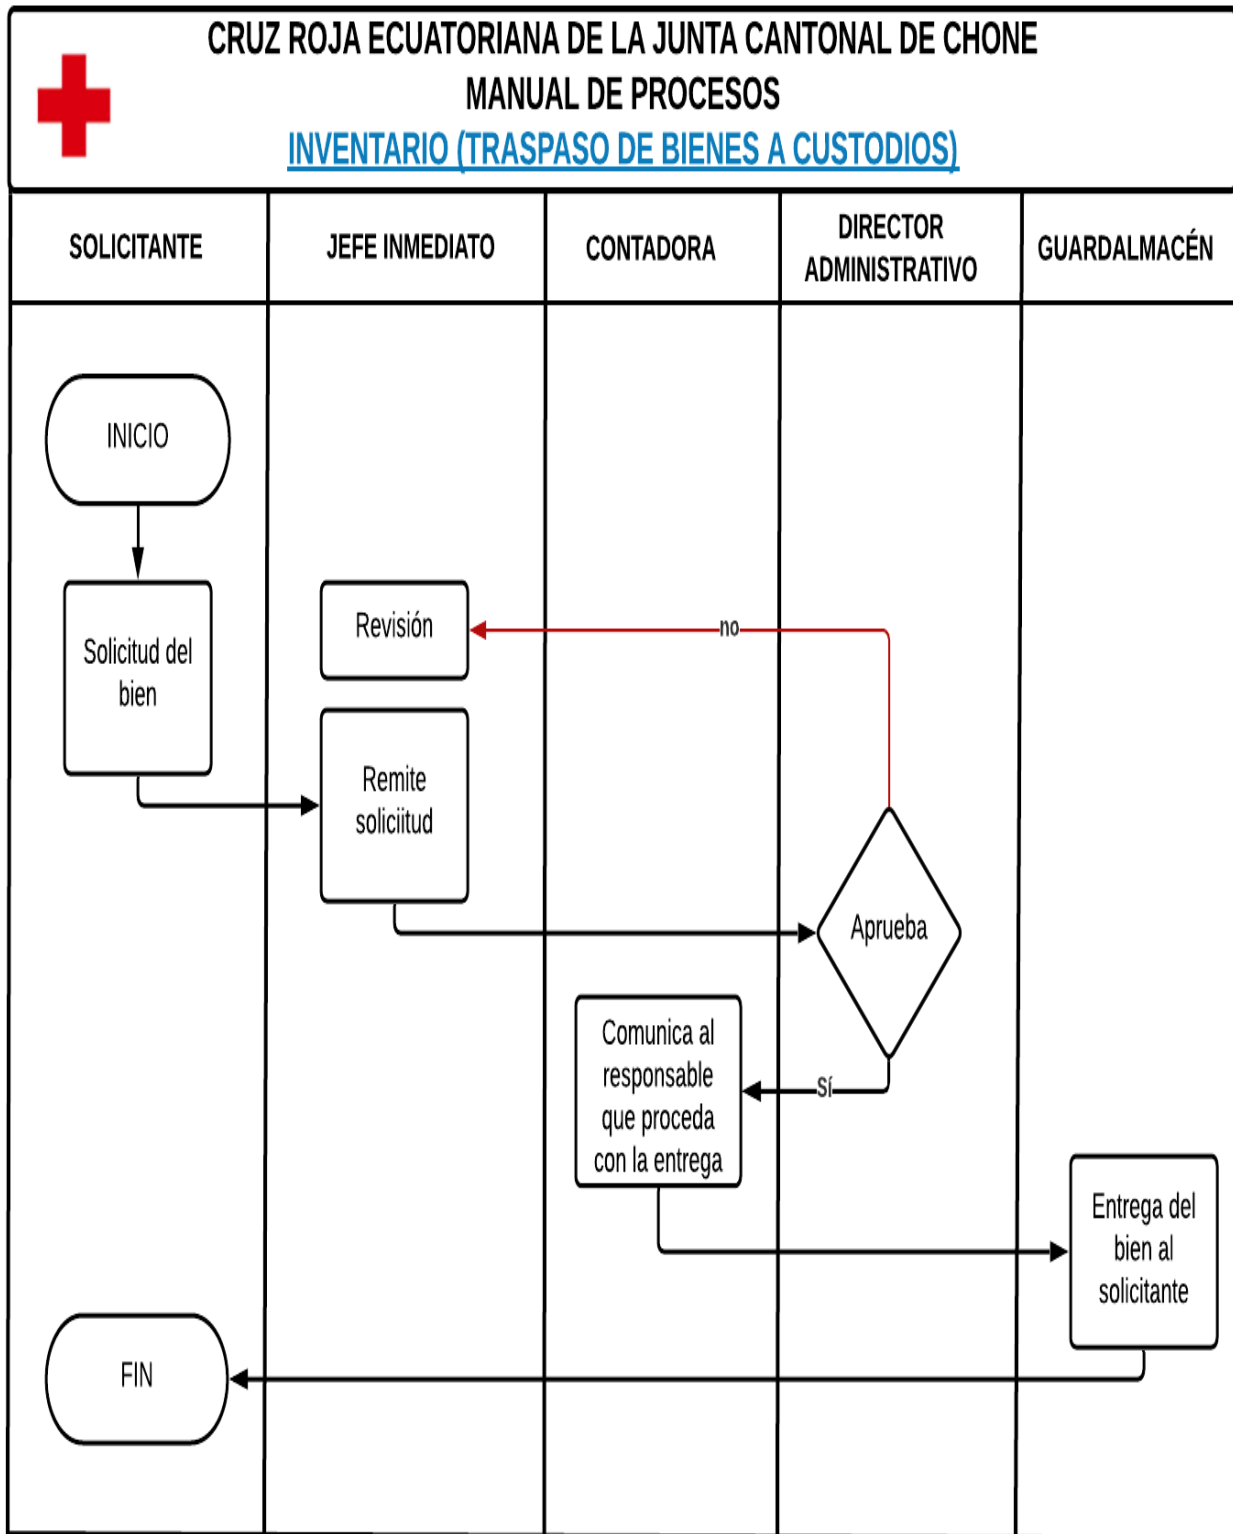 CRUZ ROJA ECUATORIANA DE LA JUNTA CANTONAL DE CHONE
MANUAL DE PROCESOS
INVENTARIO (TRASPASO DE BIENES A CUSTODIOS)
SOLICITANTE
JEFE INMEDIATO
CONTADORA
DIRECTOR
ADMINISTRATIVO
GUARDALMACÉN
INICIO
Solicitud del
bien
Revisión
no
Remite
soliciitud
Aprueba
Sí
Comunica al
responsable
que proceda
con la entrega
Entrega del
bien al
solicitante
FIN